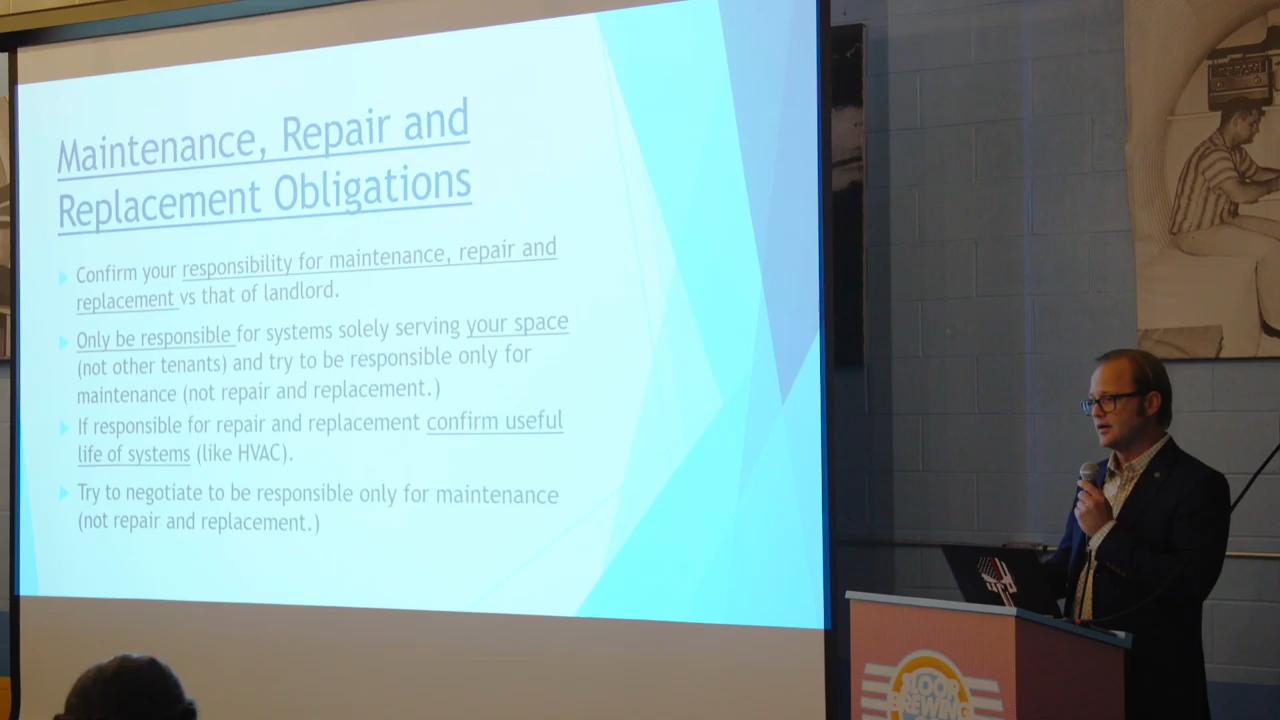 Maintenance, Repair and
Replacement Obligations
Confirm your responsibility for maintenance, repair and
replacement vs that of landlord.
Only be responsible for systems solely serving your space
(not other tenants) and try to be responsible only for
maintenance (not repair and replacement.)
If responsible for repair and replacement confirm useful
life of systems (like HVAC).
Try to negotiate to be responsible only for maintenance
(not repair and replacement.)
BREWING